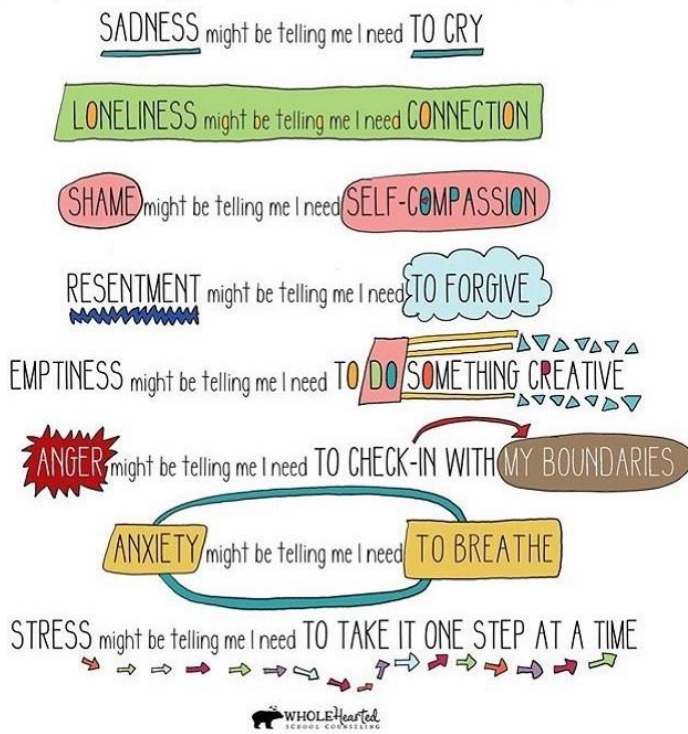 SADNESS might be telling me I need TO CRY
LONELINESS might be telling me I need CONNECTION
SHAME might be telling me I need SELF-COMPASSION
RESENTMENT might be telling me I need TO FORGIVE
EMPTINESS might be telling me I need TO DO SOMETHING CREATIVE
ANGER might be telling me I need TO CHECK-IN WITH MY BOUNDARIES
ANXIETY might be telling me I need TO BREATHE
STRESS might be telling me I need TO TAKE IT ONE STEP AT A TIME
WHOLEHearted
SCHOOL COUNSELING